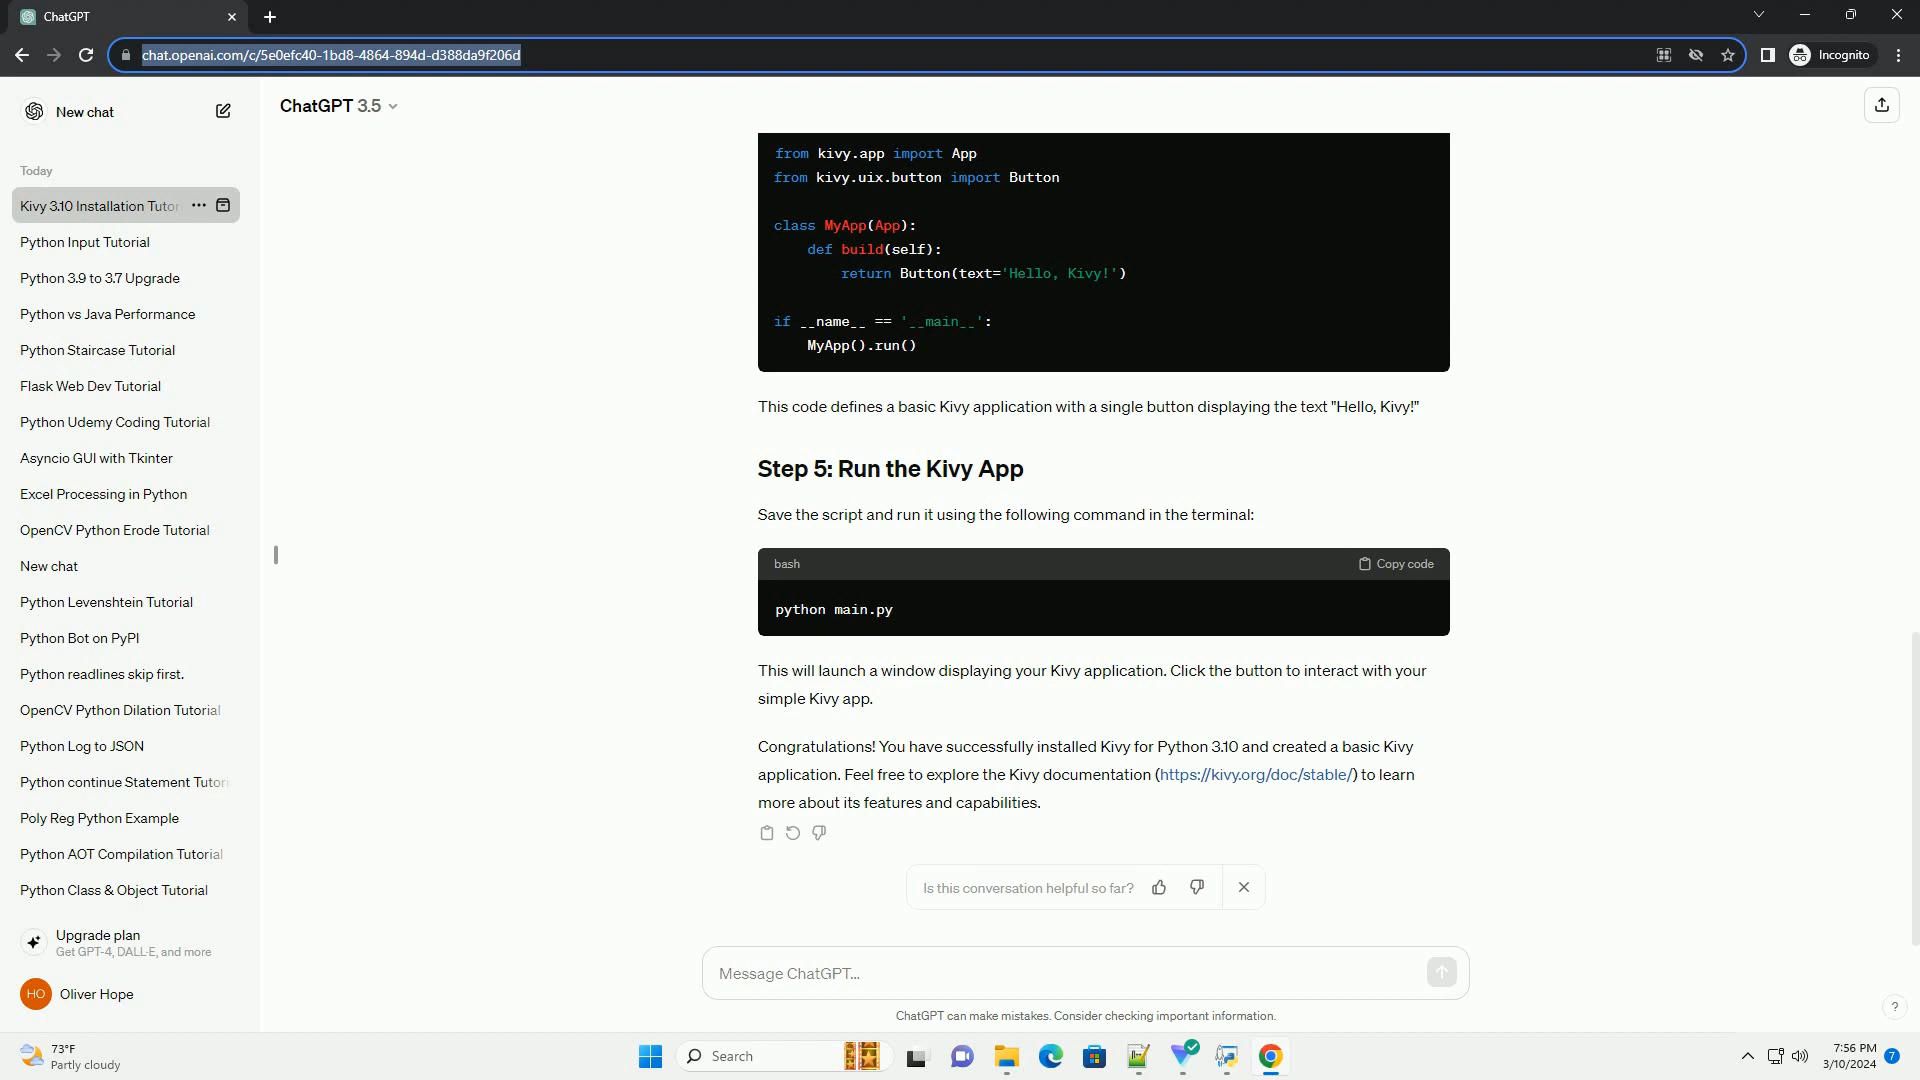 ChatGPT
chat.openai.com/c/5e0efc40-1bd8-4864-894d-d388da9f206d
Incognito
New chat
ChatGPT 3.5
Today
Kivy 3.10 Installation Tutor
Python Input Tutorial
Python 3.9 to 3.7 Upgrade
Python vs Java Performance
Python Staircase Tutorial
Flask Web Dev Tutorial
Python Udemy Coding Tutorial
Asyncio GUI with Tkinter
Excel Processing in Python
OpenCV Python Erode Tutorial
New chat
Python Levenshtein Tutorial
Python Bot on PyPI
Python readlines skip first.
OpenCV Python Dilation Tutorial
Python Log to JSON
Python continue Statement Tutori
Poly Reg Python Example
Python AOT Compilation Tutorial
Python Class & Object Tutorial
Upgrade plan
Get GPT-4, DALL·E, and more
HO
Oliver Hope
from kivy.app import App
from kivy.uix.button import Button
class MyApp(App):
def build(self):
return Button(text='Hello, Kivy!')
if __name__ == '__main__':
MyApp().run()
This code defines a basic Kivy application with a single button displaying the text "Hello, Kivy!"
Step 5: Run the Kivy App
Save the script and run it using the following command in the terminal:
bash
Copy code
python main.py
This will launch a window displaying your Kivy application. Click the button to interact with your
simple Kivy app.
Congratulations! You have successfully installed Kivy for Python 3.10 and created a basic Kivy
application. Feel free to explore the Kivy documentation (https://kivy.org/doc/stable/) to learn
more about its features and capabilities.
Is this conversation helpful so far?
Message ChatGPT...
ChatGPT can make mistakes. Consider checking important information.
?
73°F
Partly cloudy
Search
7:56 PM
3/10/2024
7